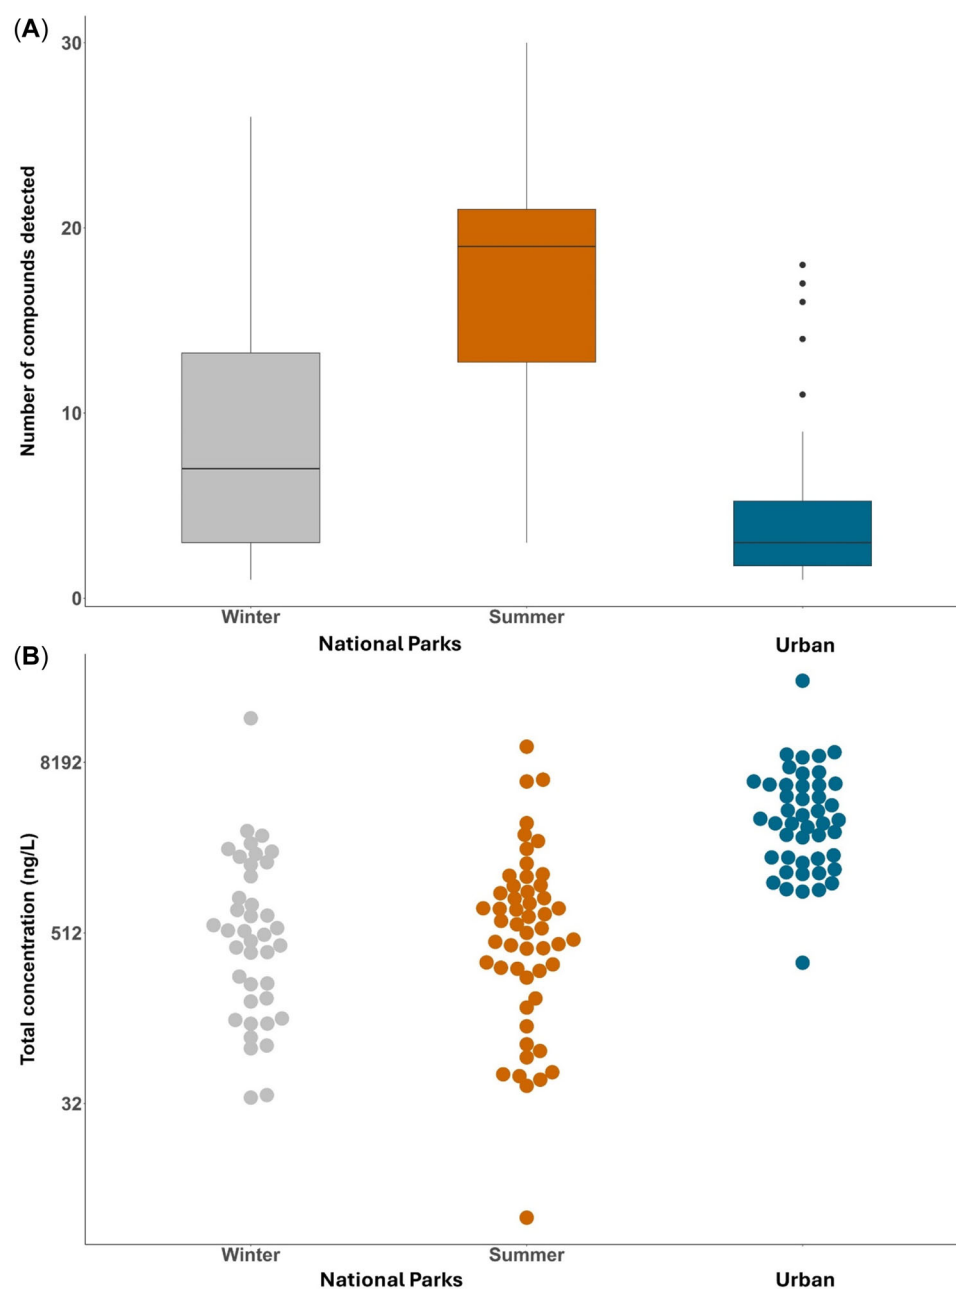 (A)
Number of compounds detected
30
20
10
0
Winter Summer
National Parks Urban
(B)
Total concentration (ng/L)
8192
512
32
Winter Summer
National Parks Urban